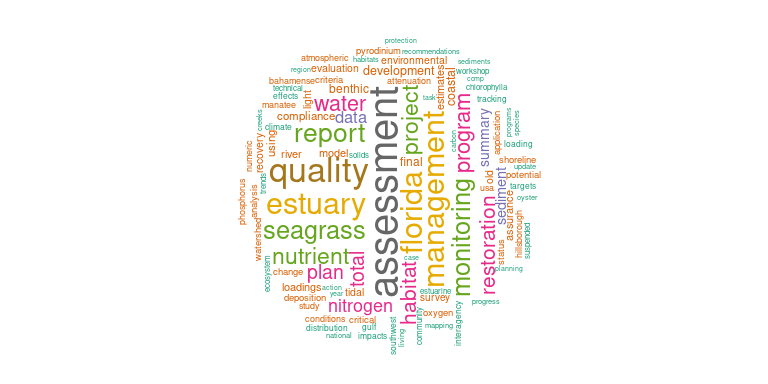 protection
pyrodinium recommendations
atmospheric habitats environmental sediments
region evaluation development workshop
bahamense criteria attenuation comp
technical benthic estimates coastal chlorophylla
effects light task tracking
manatee water project
compliance data programs species
creeks climate report summary application loading
numeric recovery using river model solids assessment final carbon program shoreline
quality management update
trends florida old potential
usa targets
phosphorus analysis estuary sediment assurance oyster
watershed seagrass monitoring hillsborough suspended
nutrient total case status
ecosystem change plan habitat restoration planning
loadings action estuarine
deposition year tidal survey progress
study nitrogen oxygen
conditions critical community interagency
distribution gulf mapping
national impacts living
southwest